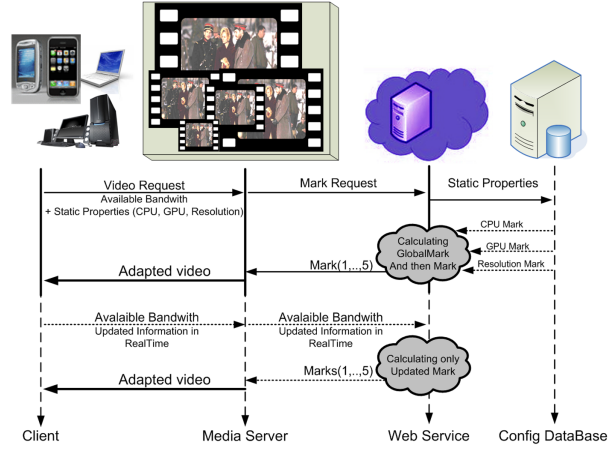 Video Request
Available Bandwith
+ Static Properties (CPU, GPU, Resolution)
Mark Request
Static Properties
CPU Mark
GPU Mark
Resolution Mark
Calculating
GlobalMark
And then Mark
Mark(1,..,5)
Adapted video
Avalaible Bandwith
Updated Information in
RealTime
Avalaible Bandwith
Updated Information in
RealTime
Calculating only
Updated Mark
Marks(1,..,5)
Adapted video
Client
Media Server
Web Service
Config DataBase